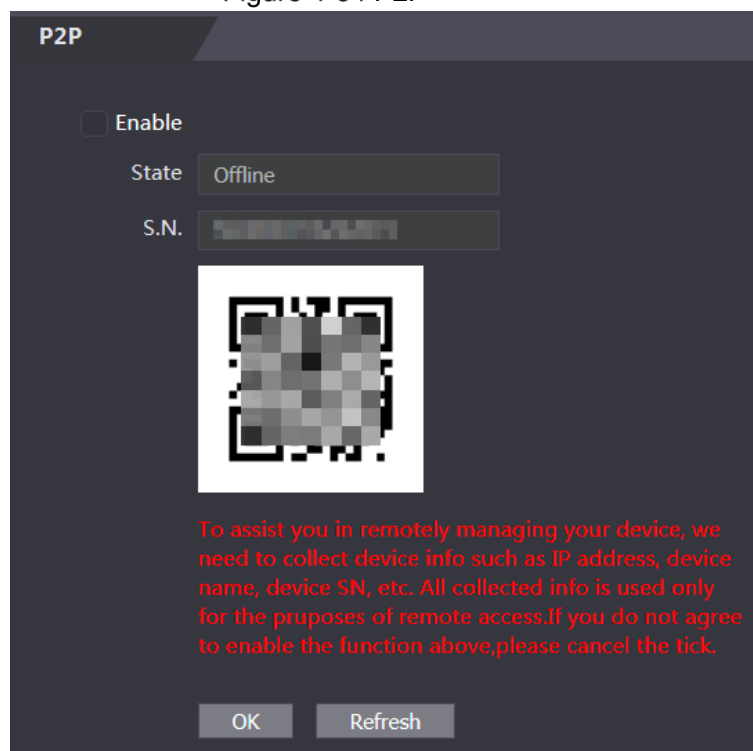 P2P
Enable
State Offline
S.N.
To assist you in remotely managing your device, we
need to collect device info such as IP address, device
name, device SN, etc. All collected info is used only
for the pruposes of remote access.If you do not agree
to enable the function above,please cancel the tick.
OK Refresh